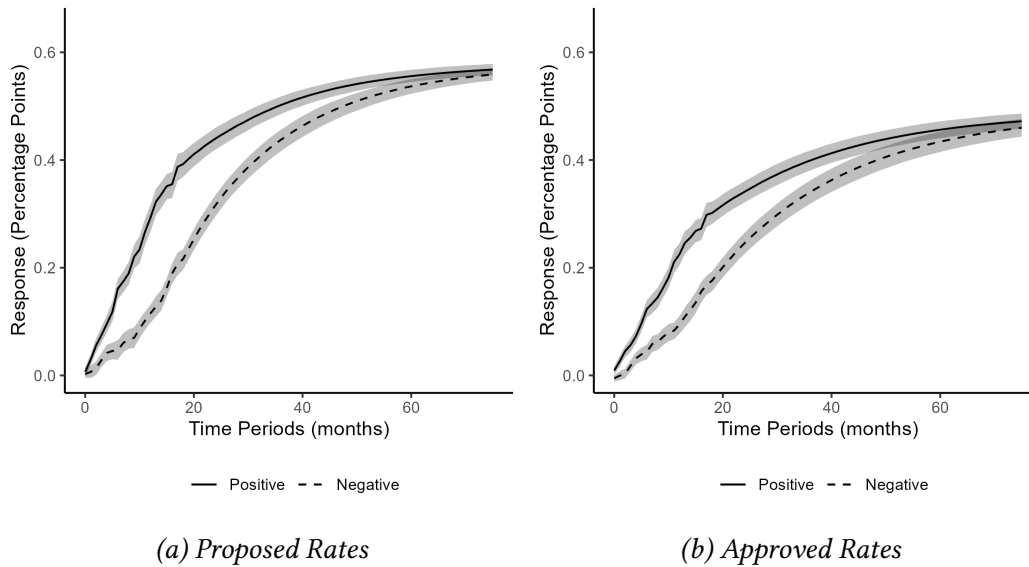 Response (Percentage Points)
0.6
0.4
0.2
0.0
0 20 40 60
Time Periods (months)
Positive Negative
(a) Proposed Rates
Response (Percentage Points)
0.6
0.4
0.2
0.0
0 20 40 60
Time Periods (months)
Positive Negative
(b) Approved Rates